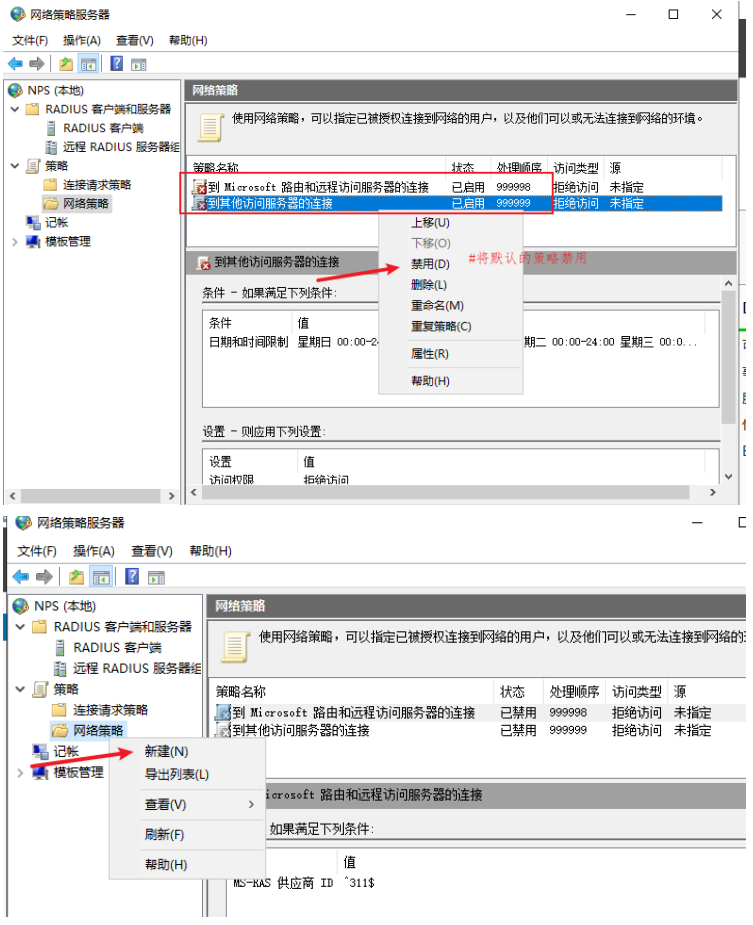 网络策略服务器
文件(F) 操作(A) 查看(V) 帮助(H)
NPS (本地)
RADIUS 客户端和服务器
RADIUS 客户端
远程 RADIUS 服务器组
策略
连接请求策略
网络策略
记帐
模板管理
网络策略
使用网络策略，可以指定已被授权连接到网络的用户，以及他们可以或无法连接到网络的环境。
策略名称 状态 处理顺序 访问类型 源
到 Microsoft 路由和远程访问服务器的连接 已启用 999998 拒绝访问 未指定
到其他访问服务器的连接 已启用 999999 拒绝访问 未指定
上移(U)
下移(O)
禁用(D)
#将默认的策略禁用
删除(L)
重命名(M)
重复策略(C)
属性(R)
帮助(H)
到其他访问服务器的连接
条件 - 如果满足下列条件:
条件 值
日期和时间限制 星期日 00:00-2 期二 00:00-24:00 星期三 00:0...
设置 - 则应用下列设置:
设置 值
访问权限 拒绝访问
网络策略服务器
文件(F) 操作(A) 查看(V) 帮助(H)
NPS (本地)
RADIUS 客户端和服务器
RADIUS 客户端
远程 RADIUS 服务器组
策略
连接请求策略
网络策略
记帐
模板管理
新建(N)
导出列表(L)
查看(V)
刷新(F)
帮助(H)
网络策略
使用网络策略，可以指定已被授权连接到网络的用户，以及他们可以或无法连接到网络的
策略名称 状态 处理顺序 访问类型 源
到 Microsoft 路由和远程访问服务器的连接 已禁用 999998 拒绝访问 未指定
到其他访问服务器的连接 已禁用 999999 拒绝访问 未指定
icrosoft 路由和远程访问服务器的连接
如果满足下列条件:
值
MS-RAS 供应商 ID ^311$